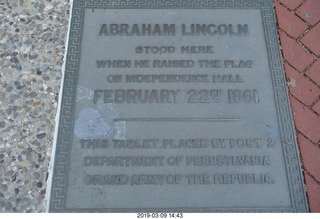 ABRAHAM LINCOLN
STOOD HERE
WHEN HE RAISED THE FLAG
ON INDEPENDENCE HALL
FEBRUARY 22ND 1861
THIS TABLET PLACED BY POST 2
DEPARTMENT OF PENNSYLVANIA
GRAND ARMY OF THE REPUBLIC
2019-03-09 14:43